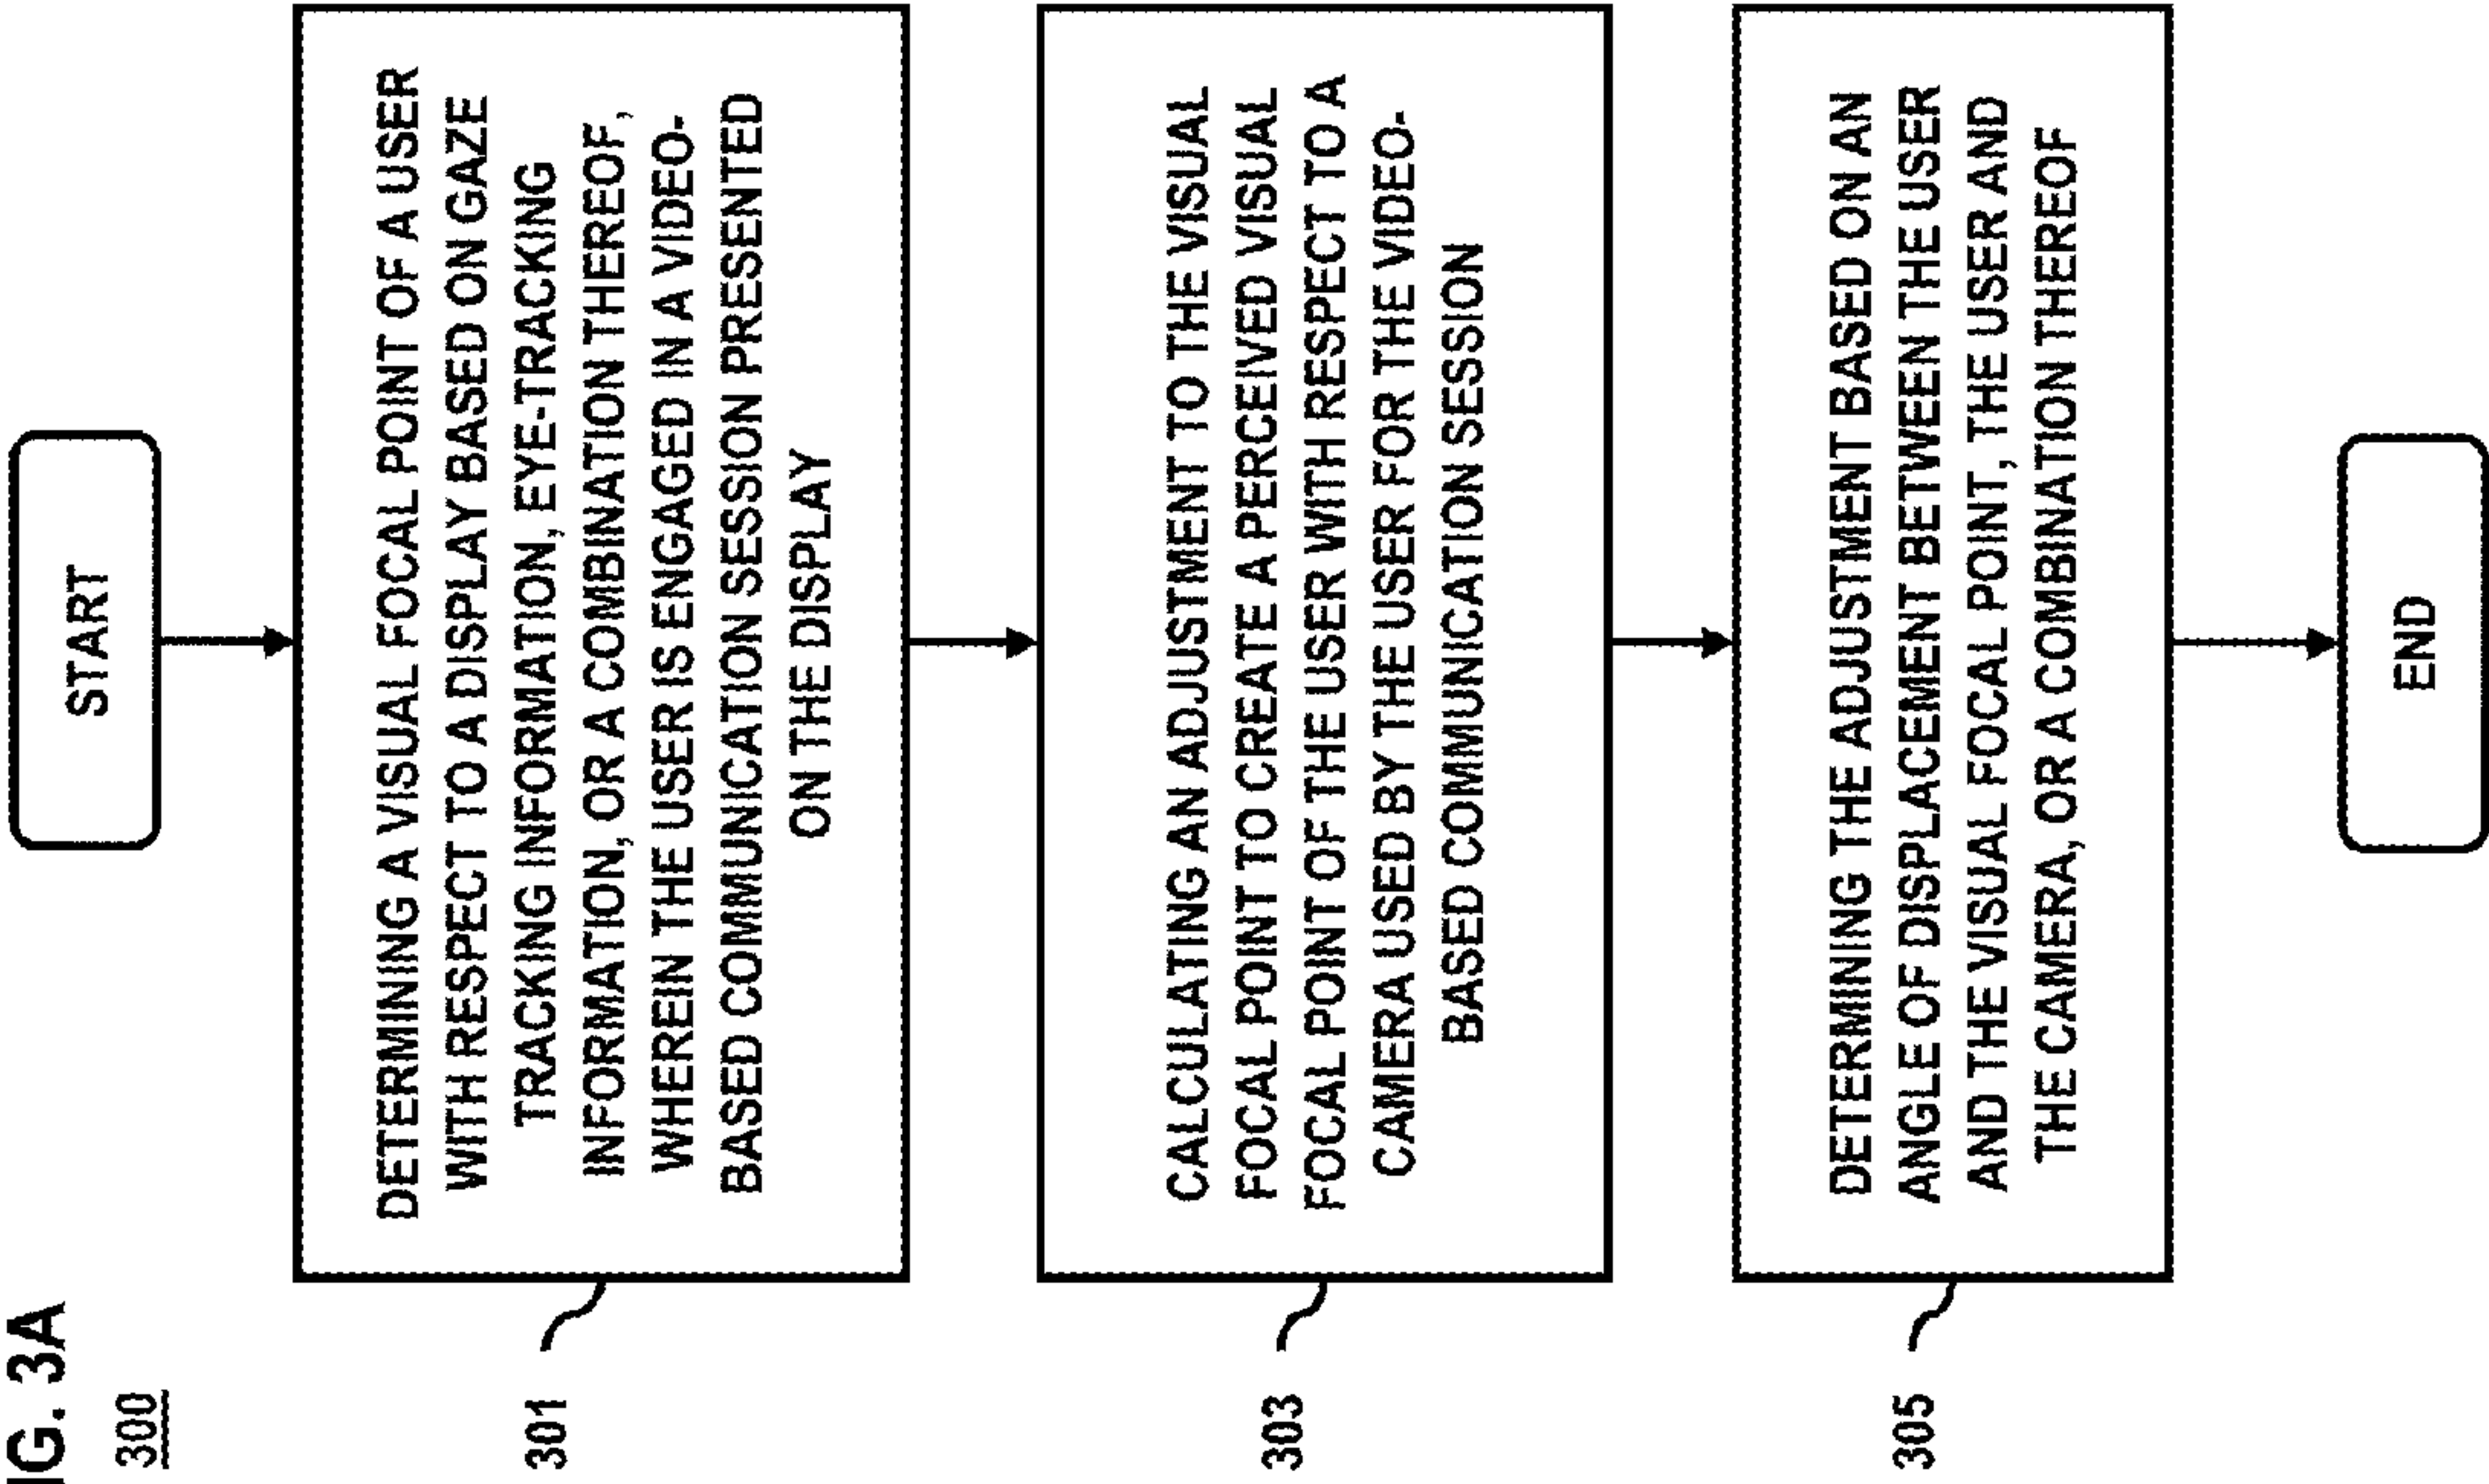 IG. 3A
300
START
301
DETERMINING A VISUAL FOCAL POINT OF A USER
WITH RESPECT TO A DISPLAY BASED ON GAZE
TRACKING INFORMATION, EYE-TRACKING
INFORMATION, OR A COMBINATION THEREOF,
WHEREIN THE USER IS ENGAGED IN A VIDEO-
BASED COMMUNICATION SESSION PRESENTED
ON THE DISPLAY
303
CALCULATING AN ADJUSTMENT TO THE VISUAL
FOCAL POINT TO CREATE A PERCEIVED VISUAL
FOCAL POINT OF THE USER WITH RESPECT TO A
CAMERA USED BY THE USER FOR THE VIDEO-
BASED COMMUNICATION SESSION
305
DETERMINING THE ADJUSTMENT BASED ON AN
ANGLE OF DISPLACEMENT BETWEEN THE USER
AND THE VISUAL FOCAL POINT, THE USER AND
THE CAMERA, OR A COMBINATION THEREOF
END